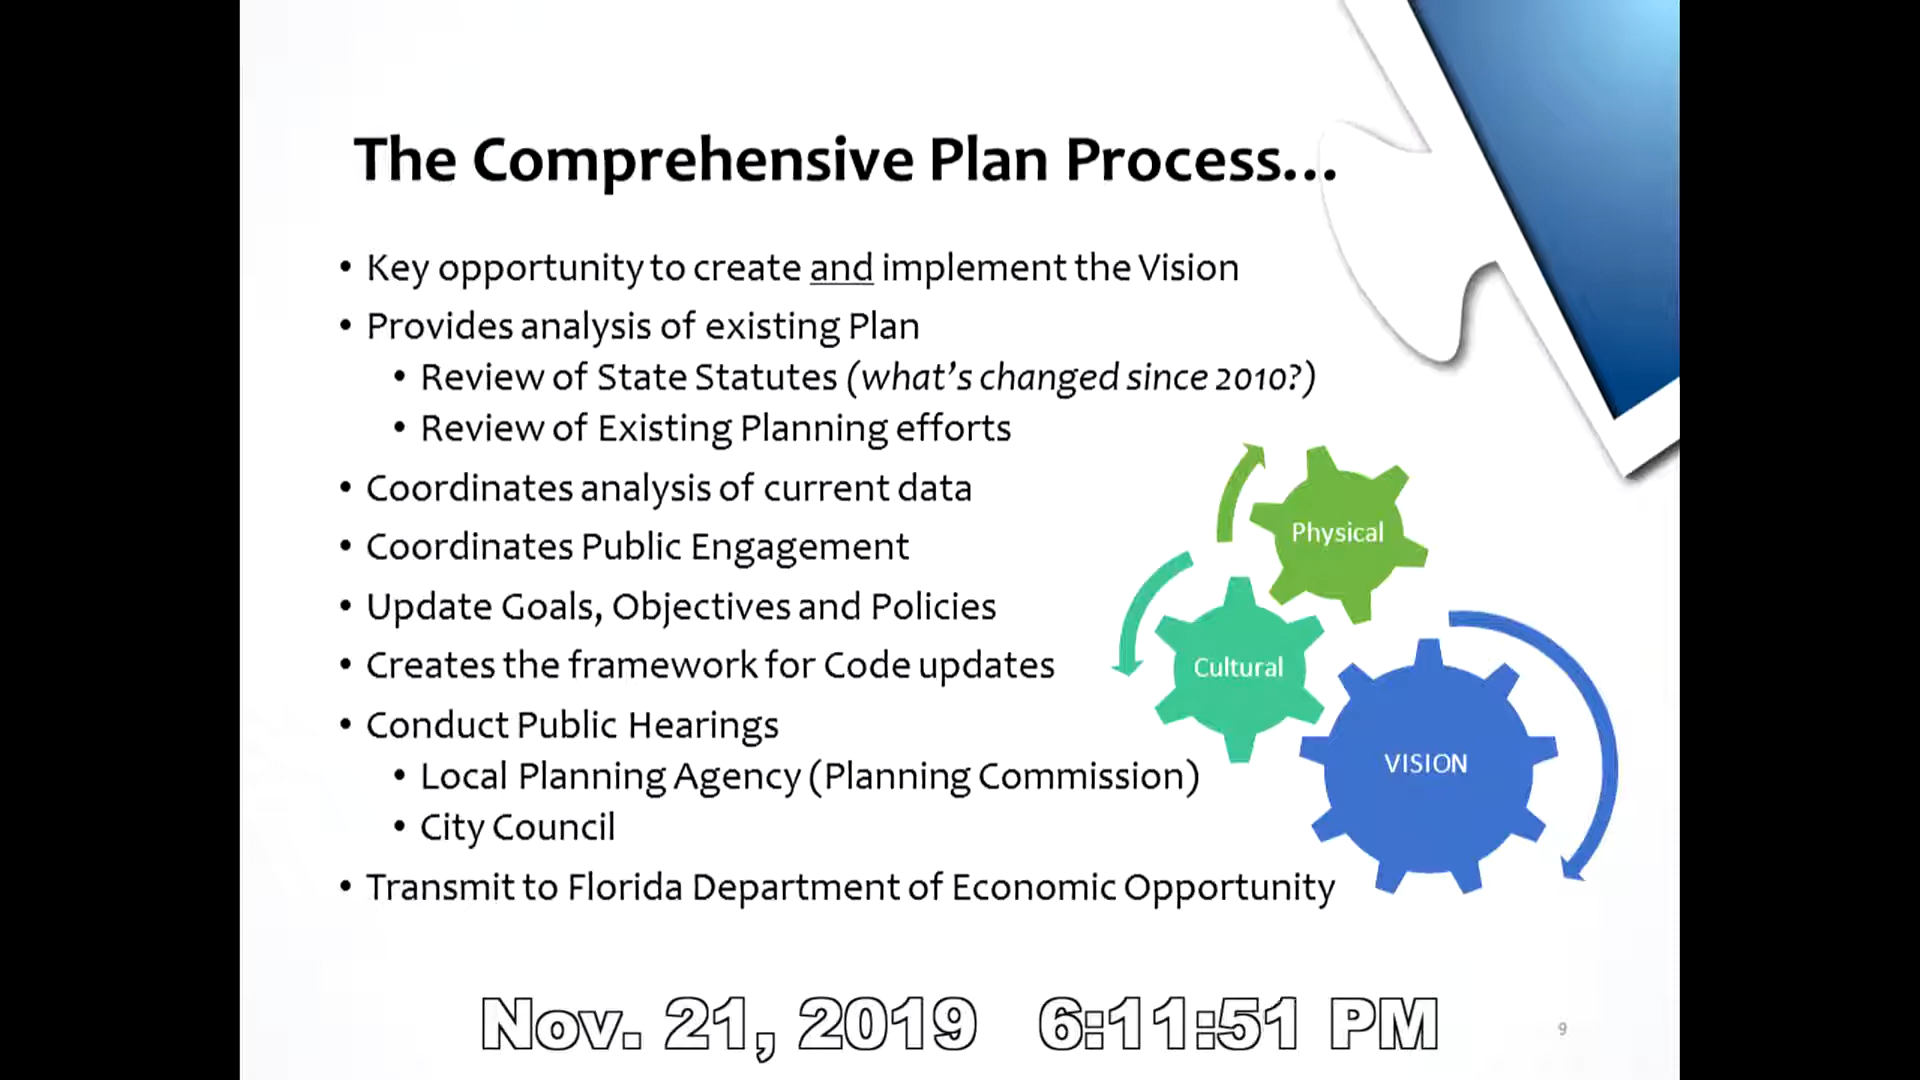 The Comprehensive Plan Process...
• Key opportunity to create and implement the Vision
• Provides analysis of existing Plan
• Review of State Statutes (what's changed since 2010?)
• Review of Existing Planning efforts
• Coordinates analysis of current data
• Coordinates Public Engagement
• Update Goals, Objectives and Policies
• Creates the framework for Code updates
• Conduct Public Hearings
• Local Planning Agency (Planning Commission)
• City Council
• Transmit to Florida Department of Economic Opportunity
Physical
Cultural
VISION
Nov. 21, 2019 6:11:51 PM
9